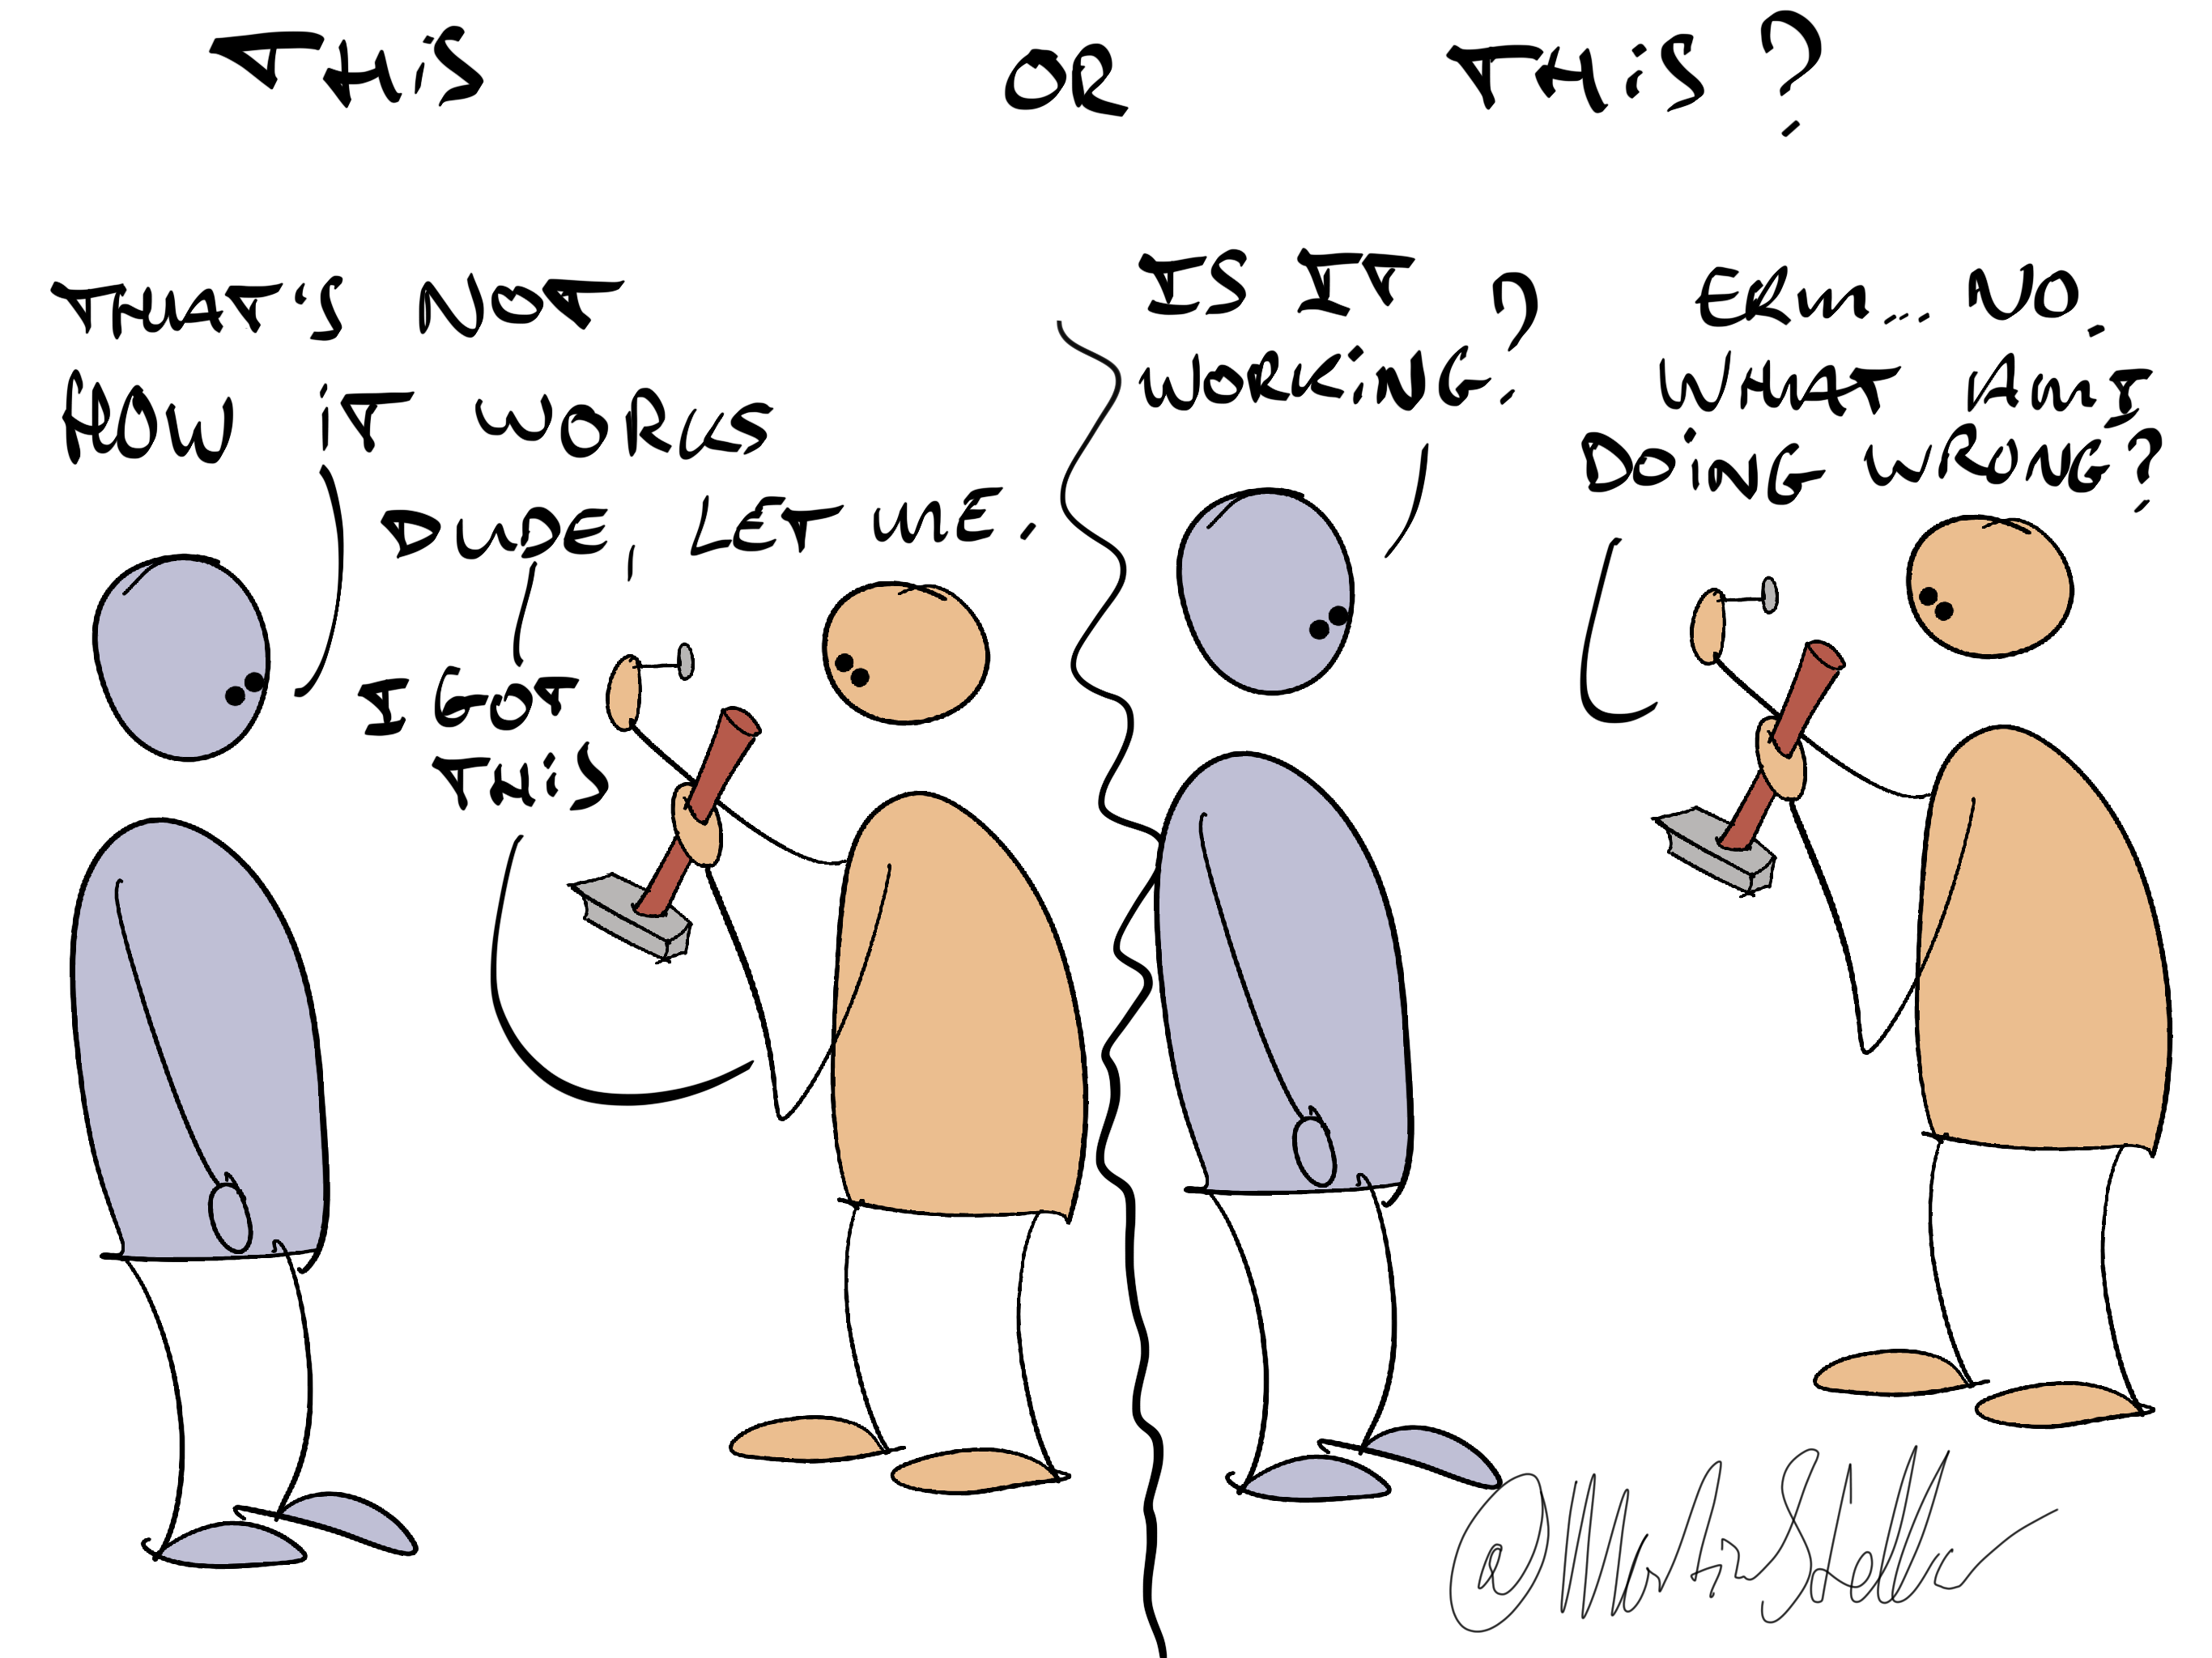 THiS OR THiS?
THAT'S NOT
HOW iT WORKS
DUDE, LET ME.
I GOT
THiS
IS IT
WORKiNG?
ERM... NO.
WHAT AM I
DOiNG WRONG?
@MartinStellar